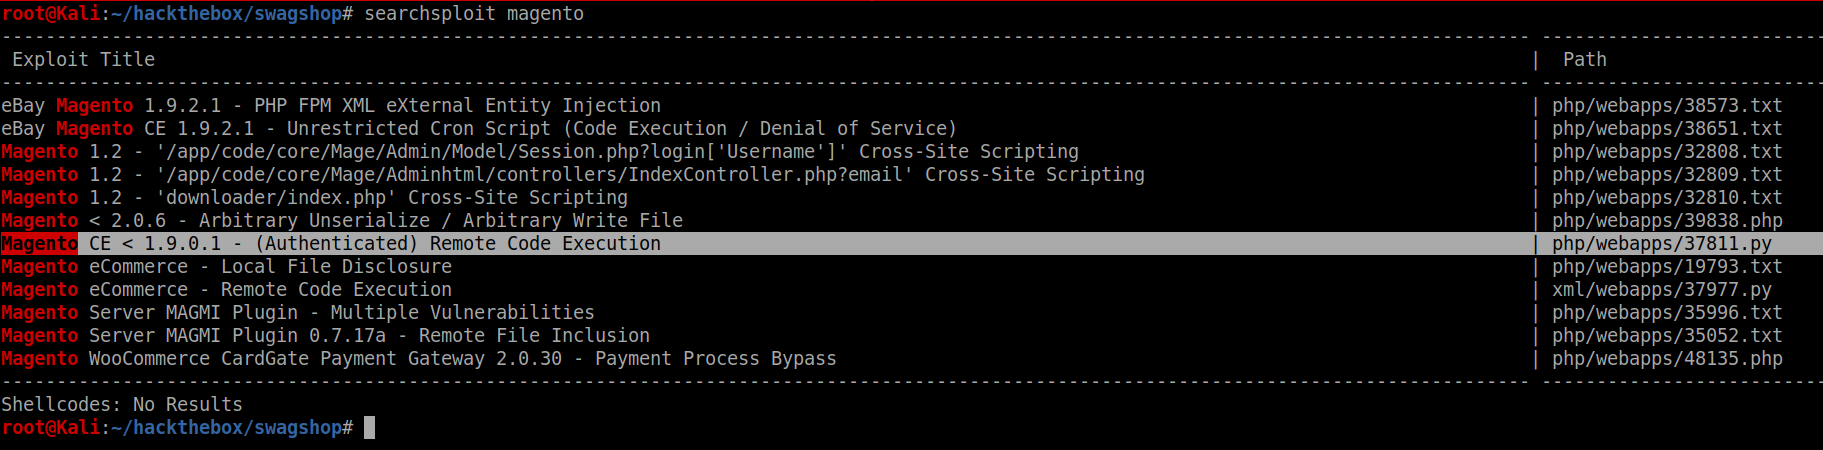 root@Kali:~/hackthebox/swagshop# searchsploit magento
------------------------------------------------------------------------------------------------------------------------------------------- --------------------------
Exploit Title | Path
------------------------------------------------------------------------------------------------------------------------------------------- --------------------------
eBay Magento 1.9.2.1 - PHP FPM XML eXternal Entity Injection | php/webapps/38573.txt
eBay Magento CE 1.9.2.1 - Unrestricted Cron Script (Code Execution / Denial of Service) | php/webapps/38651.txt
Magento 1.2 - '/app/code/core/Mage/Admin/Model/Session.php?login['Username']' Cross-Site Scripting | php/webapps/32808.txt
Magento 1.2 - '/app/code/core/Mage/Adminhtml/controllers/IndexController.php?email' Cross-Site Scripting | php/webapps/32809.txt
Magento 1.2 - 'downloader/index.php' Cross-Site Scripting | php/webapps/32810.txt
Magento < 2.0.6 - Arbitrary Unserialize / Arbitrary Write File | php/webapps/39838.php
Magento CE < 1.9.0.1 - (Authenticated) Remote Code Execution | php/webapps/37811.py
Magento eCommerce - Local File Disclosure | php/webapps/19793.txt
Magento eCommerce - Remote Code Execution | xml/webapps/37977.py
Magento Server MAGMI Plugin - Multiple Vulnerabilities | php/webapps/35996.txt
Magento Server MAGMI Plugin 0.7.17a - Remote File Inclusion | php/webapps/35052.txt
Magento WooCommerce CardGate Payment Gateway 2.0.30 - Payment Process Bypass | php/webapps/48135.php
------------------------------------------------------------------------------------------------------------------------------------------- --------------------------
Shellcodes: No Results
root@Kali:~/hackthebox/swagshop#